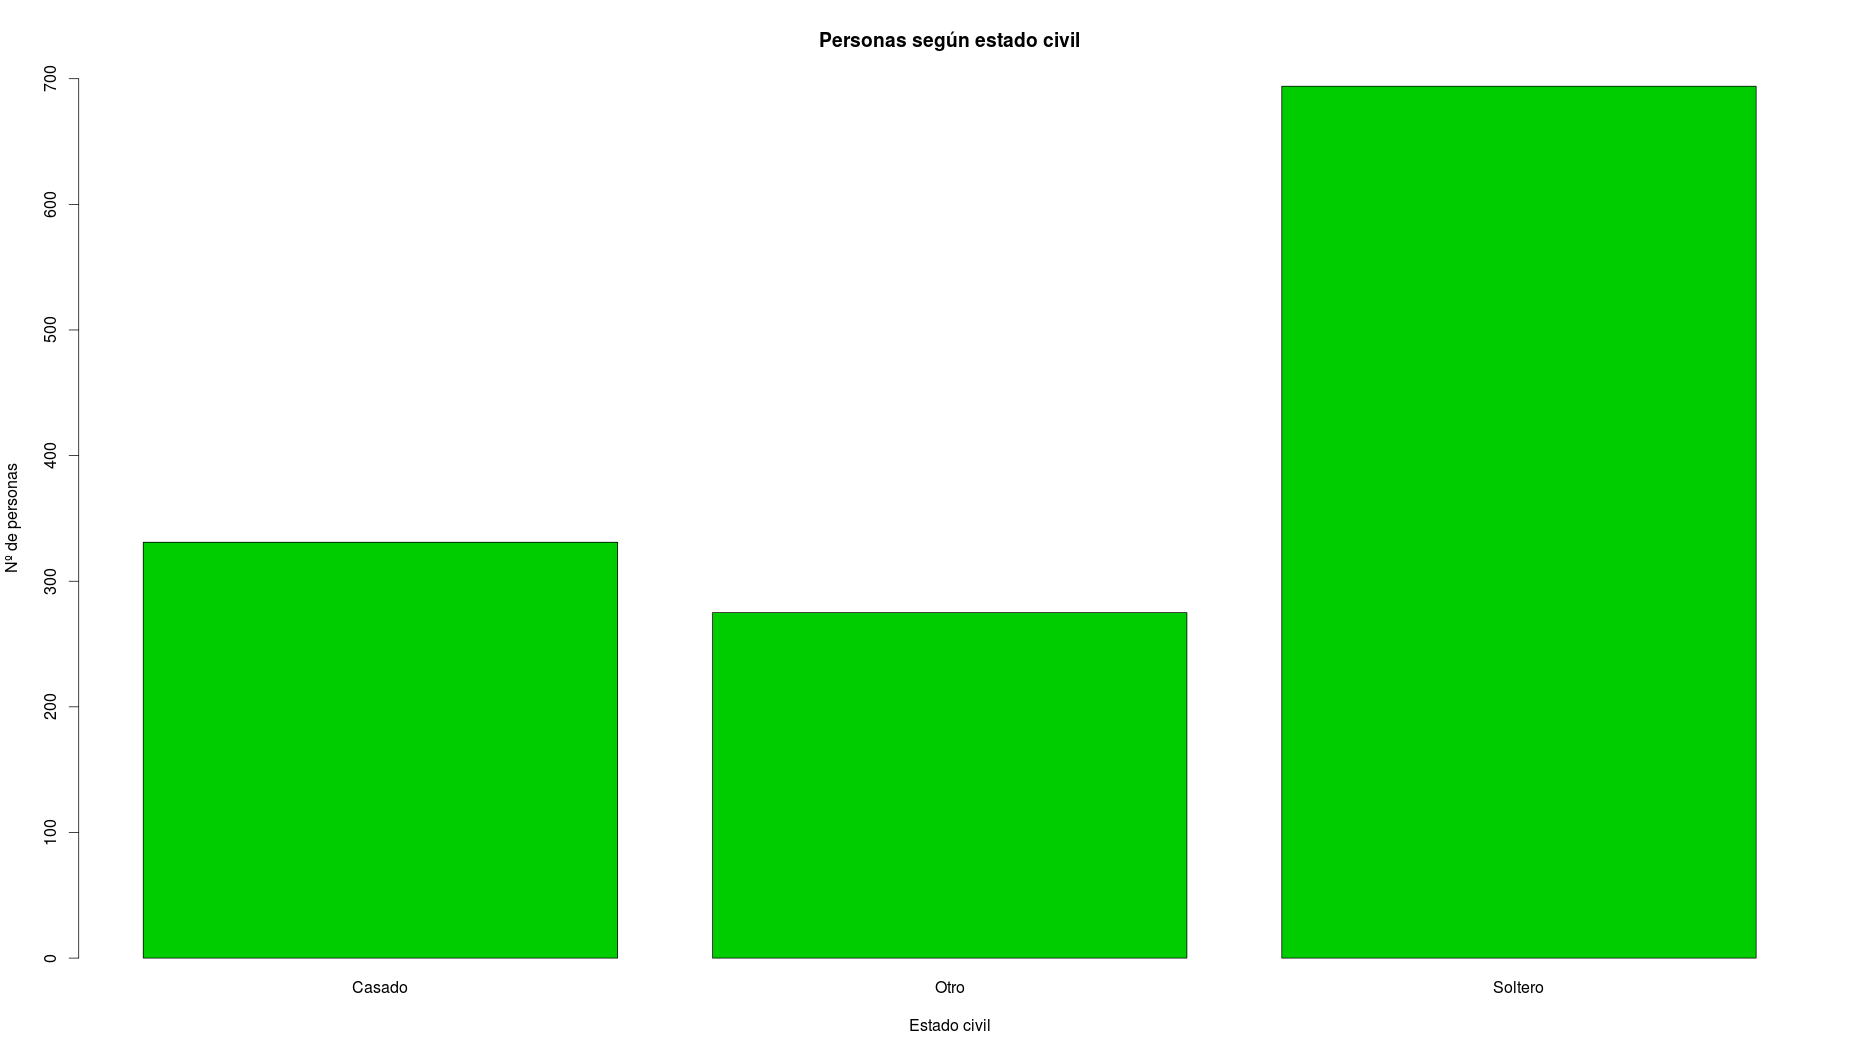 Personas según estado civil
Nº de personas
700
600
500
400
300
200
100
0
Casado
Otro
Soltero
Estado civil